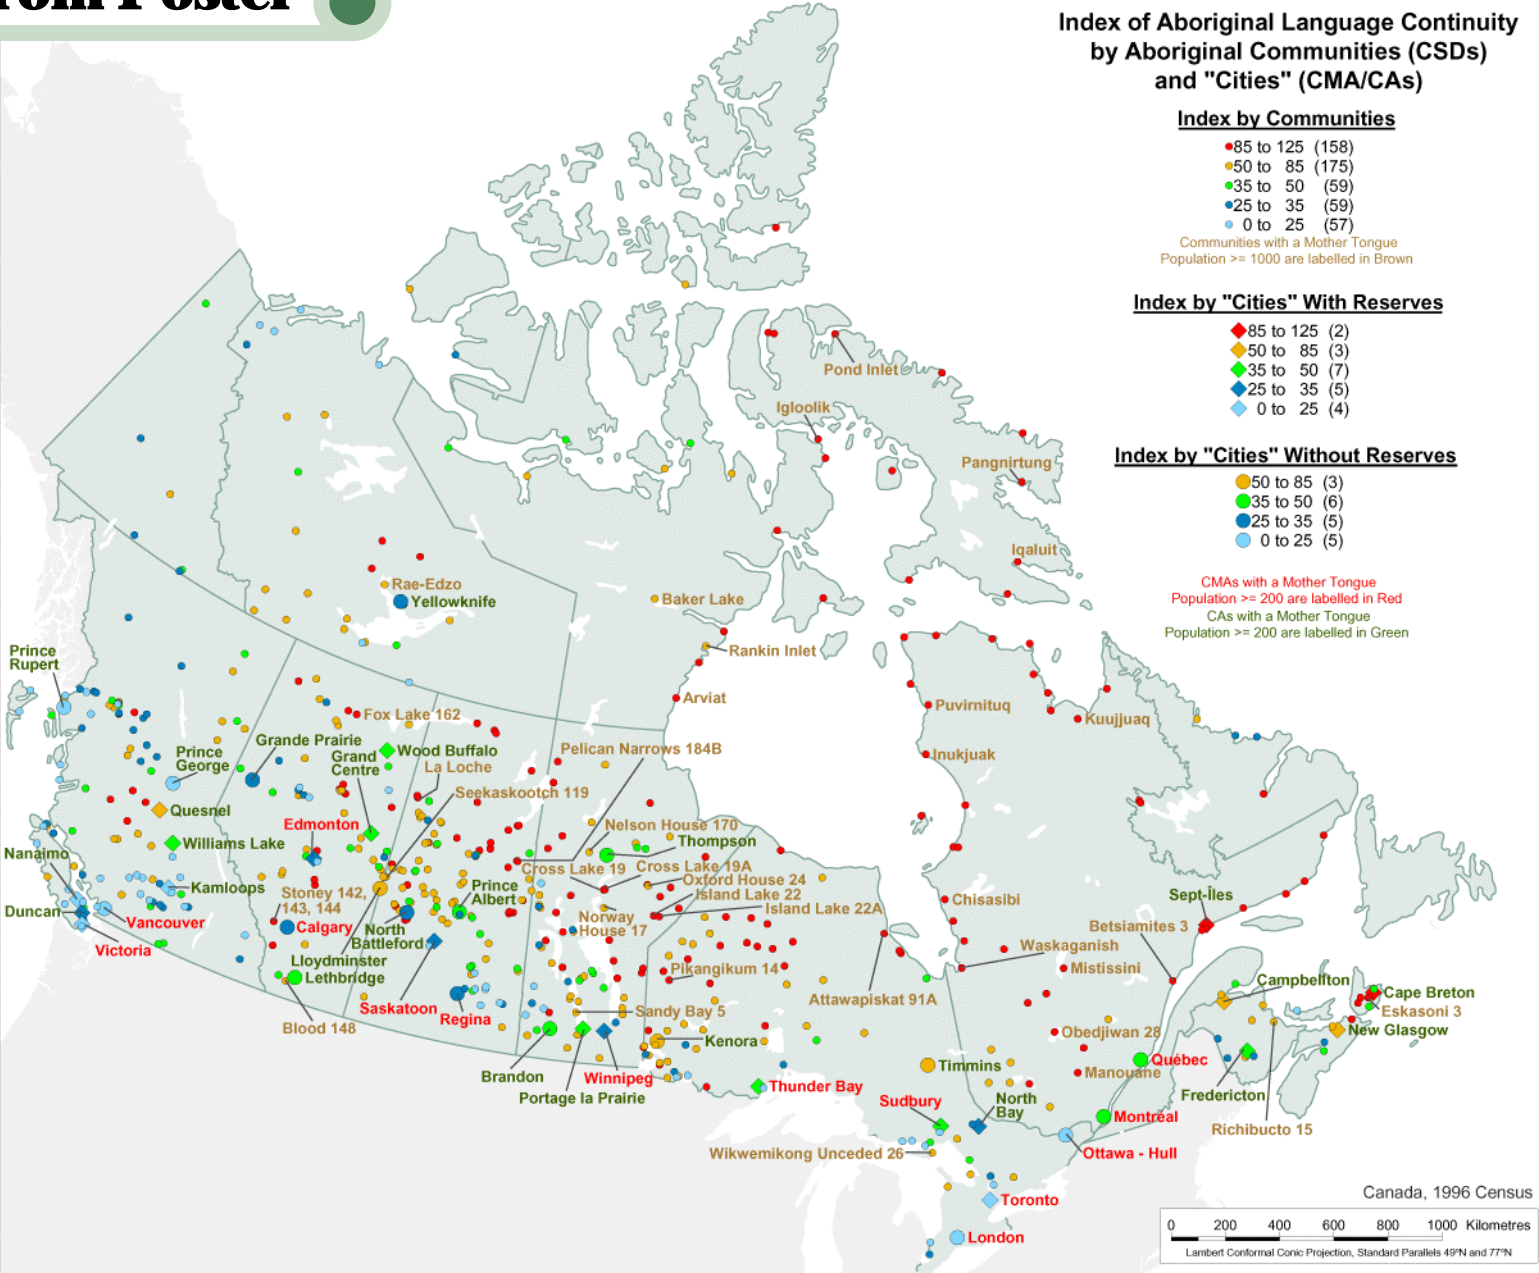 from Poster
Index of Aboriginal Language Continuity
by Aboriginal Communities (CSDs)
and "Cities" (CMA/CAs)
Index by Communities
85 to 125 (158)
50 to 85 (175)
35 to 50 (59)
25 to 35 (59)
0 to 25 (57)
Communities with a Mother Tongue
Population >= 1000 are labelled in Brown
Index by "Cities" With Reserves
85 to 125 (2)
50 to 85 (3)
35 to 50 (7)
25 to 35 (5)
0 to 25 (4)
Index by "Cities" Without Reserves
50 to 85 (3)
35 to 50 (6)
25 to 35 (5)
0 to 25 (5)
CMAs with a Mother Tongue
Population >= 200 are labelled in Red
CAs with a Mother Tongue
Population >= 200 are labelled in Green
Pond Inlet
Igloolik
Pangnirtung
Iqaluit
Rae-Edzo
Yellowknife
Baker Lake
Rankin Inlet
Arviat
Puvirnituq
Kuujjuaq
Inukjuak
Prince
Rupert
Fox Lake 162
Grande Prairie
Wood Buffalo
Grand
Centre
La Loche
Pelican Narrows 184B
Prince
George
Seekaskootch 119
Quesnel
Edmonton
Nelson House 170
Thompson
Williams Lake
Nanaimo
Cross Lake 19
Cross Lake 19A
Oxford House 24
Island Lake 22
Island Lake 22A
Kamloops
Stoney 142,
143, 144
Prince
Albert
Duncan
Vancouver
Victoria
Calgary
North
Battleford
Norway
House 17
Chisasibi
Sept-Îles
Betsiamites 3
Waskaganish
Mistissini
Lloydminster
Lethbridge
Pikangikum 14
Attawapiskat 91A
Campbellton
Cape Breton
Eskasoni 3
New Glasgow
Saskatoon
Regina
Blood 148
Sandy Bay 5
Kenora
Obedjiwan 28
Timmins
Manouane
Québec
Brandon
Winnipeg
Portage la Prairie
Thunder Bay
Sudbury
North
Bay
Montréal
Fredericton
Richibucto 15
Wikwemikong Unceded 26
Ottawa - Hull
Toronto
London
Canada, 1996 Census
0 200 400 600 800 1000 Kilometres
Lambert Conformal Conic Projection, Standard Parallels 49ºN and 77ºN